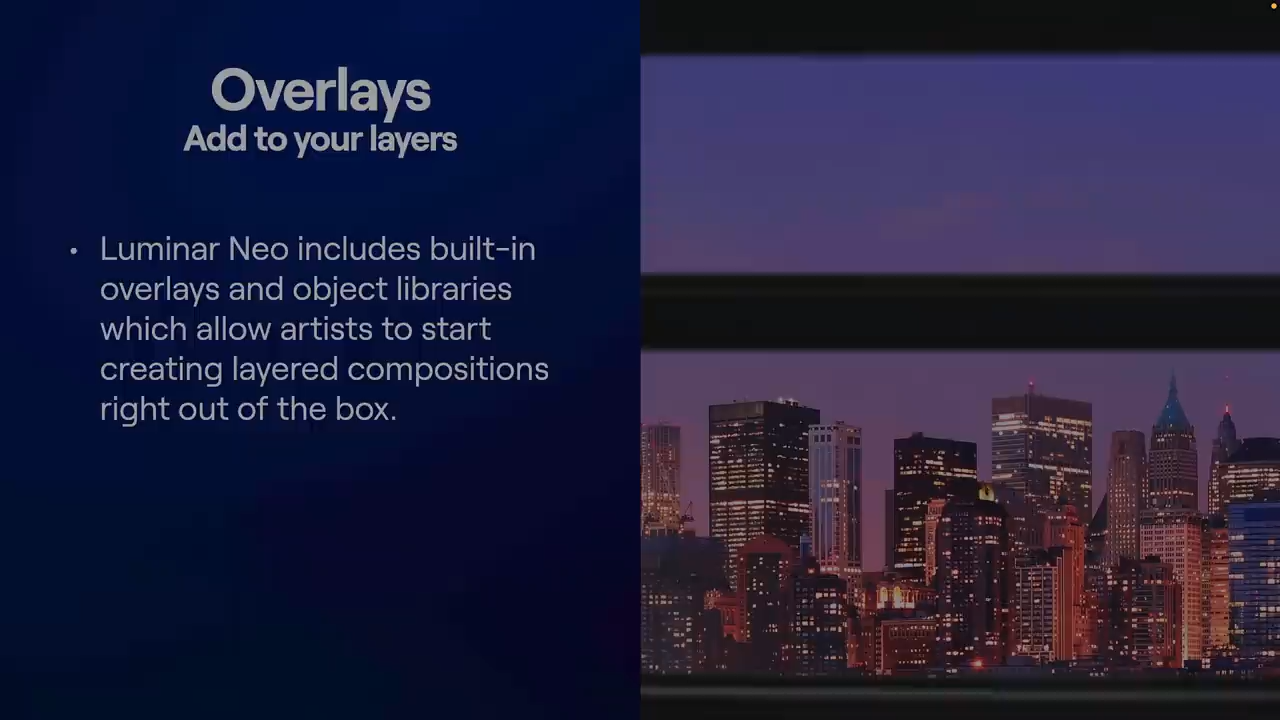 Overlays
Add to your layers
• Luminar Neo includes built-in
overlays and object libraries
which allow artists to start
creating layered compositions
right out of the box.